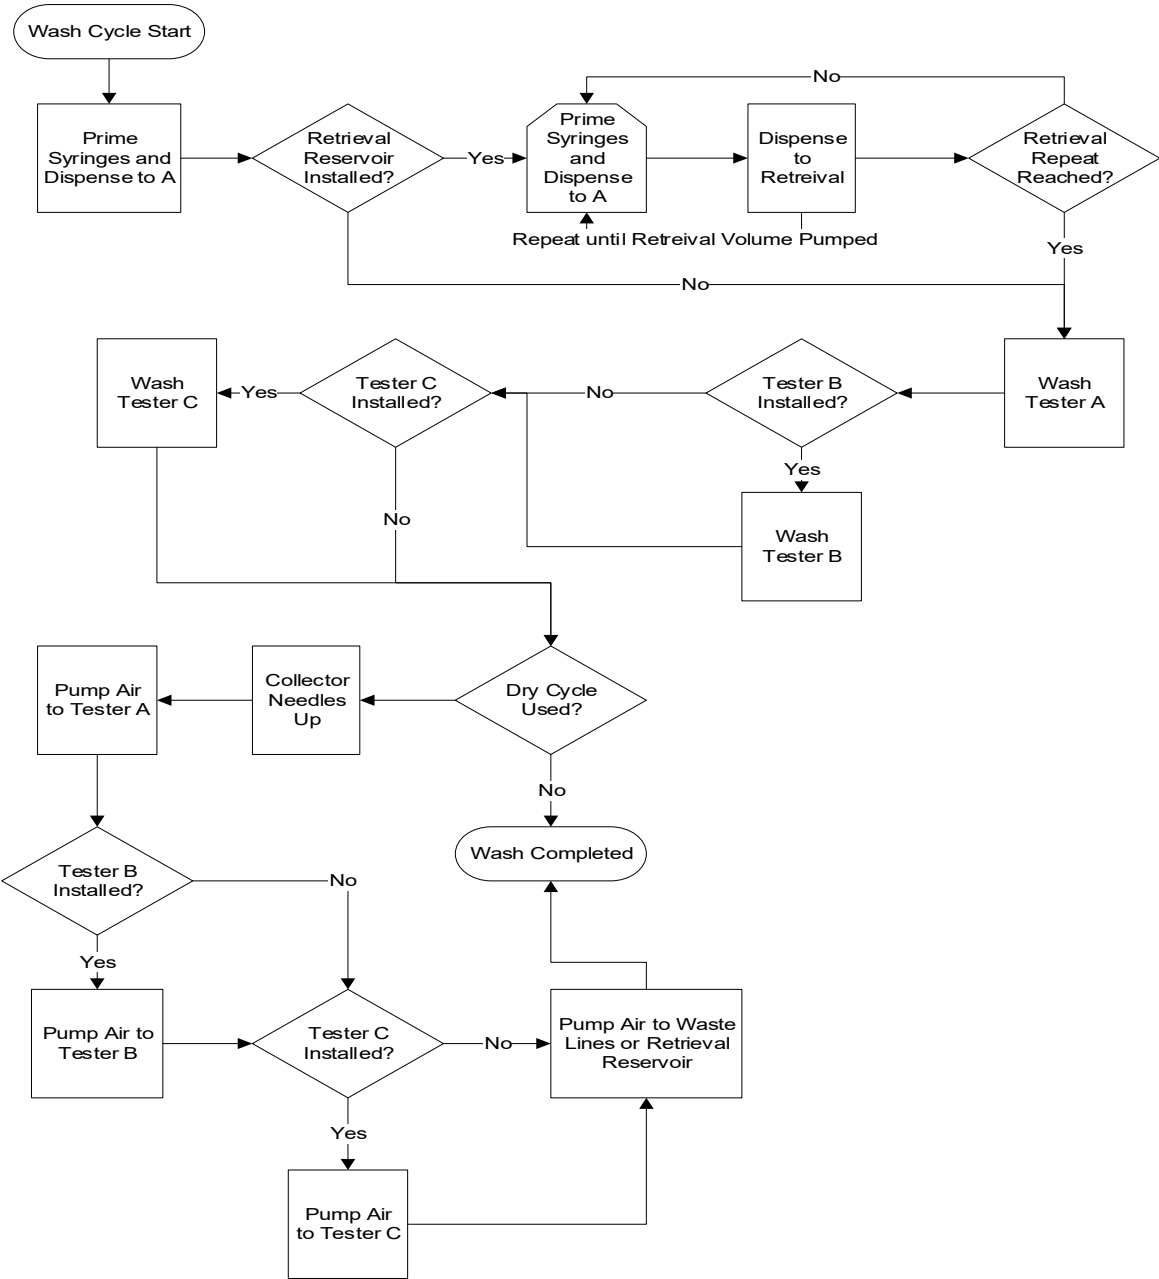 Wash Cycle Start
Prime
Syringes and
Dispense to A
Retrieval
Reservoir
Installed?
Yes
Prime
Syringes
and
Dispense
to A
Dispense
to
Retreival
No
Retrieval
Repeat
Reached?
Repeat until Retreival Volume Pumped
Yes
No
Wash
Tester C
Yes
Tester C
Installed?
No
Tester B
Installed?
Wash
Tester A
Yes
No
Wash
Tester B
Pump Air
to Tester A
Collector
Needles
Up
Dry Cycle
Used?
No
Wash Completed
Tester B
Installed?
No
Yes
Pump Air to
Tester B
Tester C
Installed?
No
Pump Air to Waste
Lines or Retrieval
Reservoir
Yes
Pump Air
to Tester C